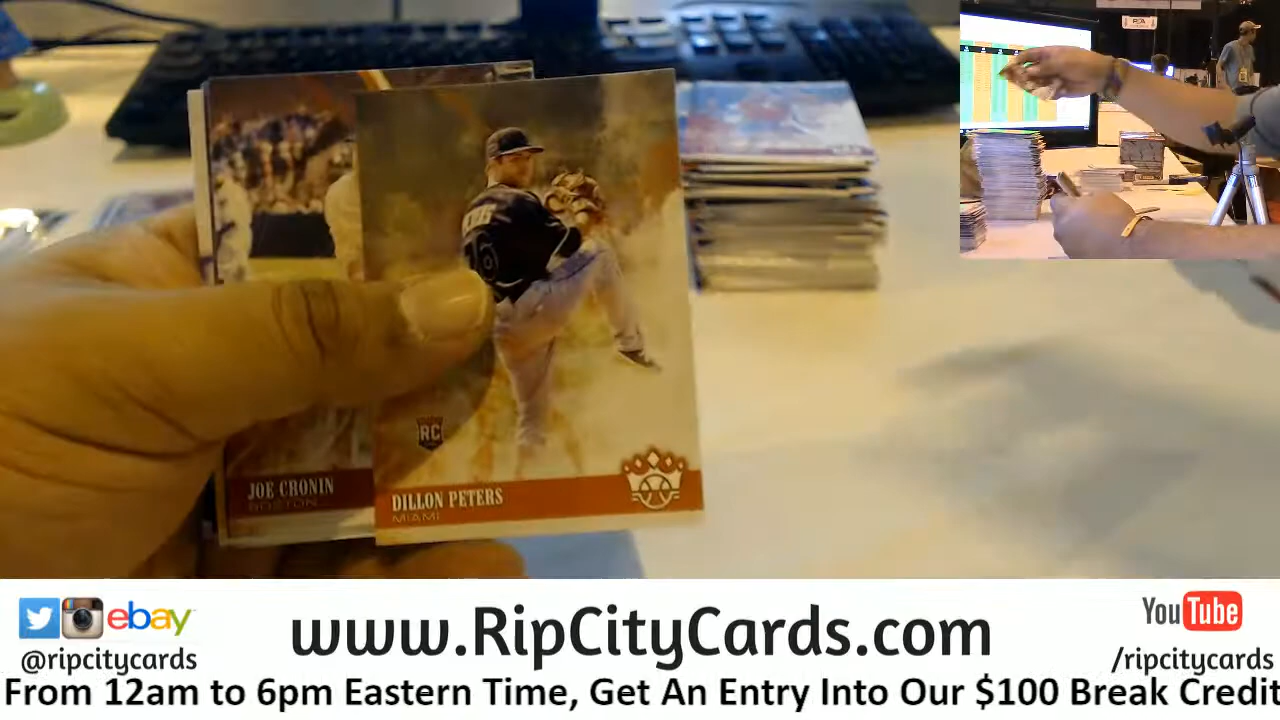 RC
JOE CRONIN
BOSTON
DILLON PETERS
MIAMI
ebay
@ripcitycards
www.RipCityCards.com
YouTube
/ripcitycards
From 12am to 6pm Eastern Time, Get An Entry Into Our $100 Break Credit